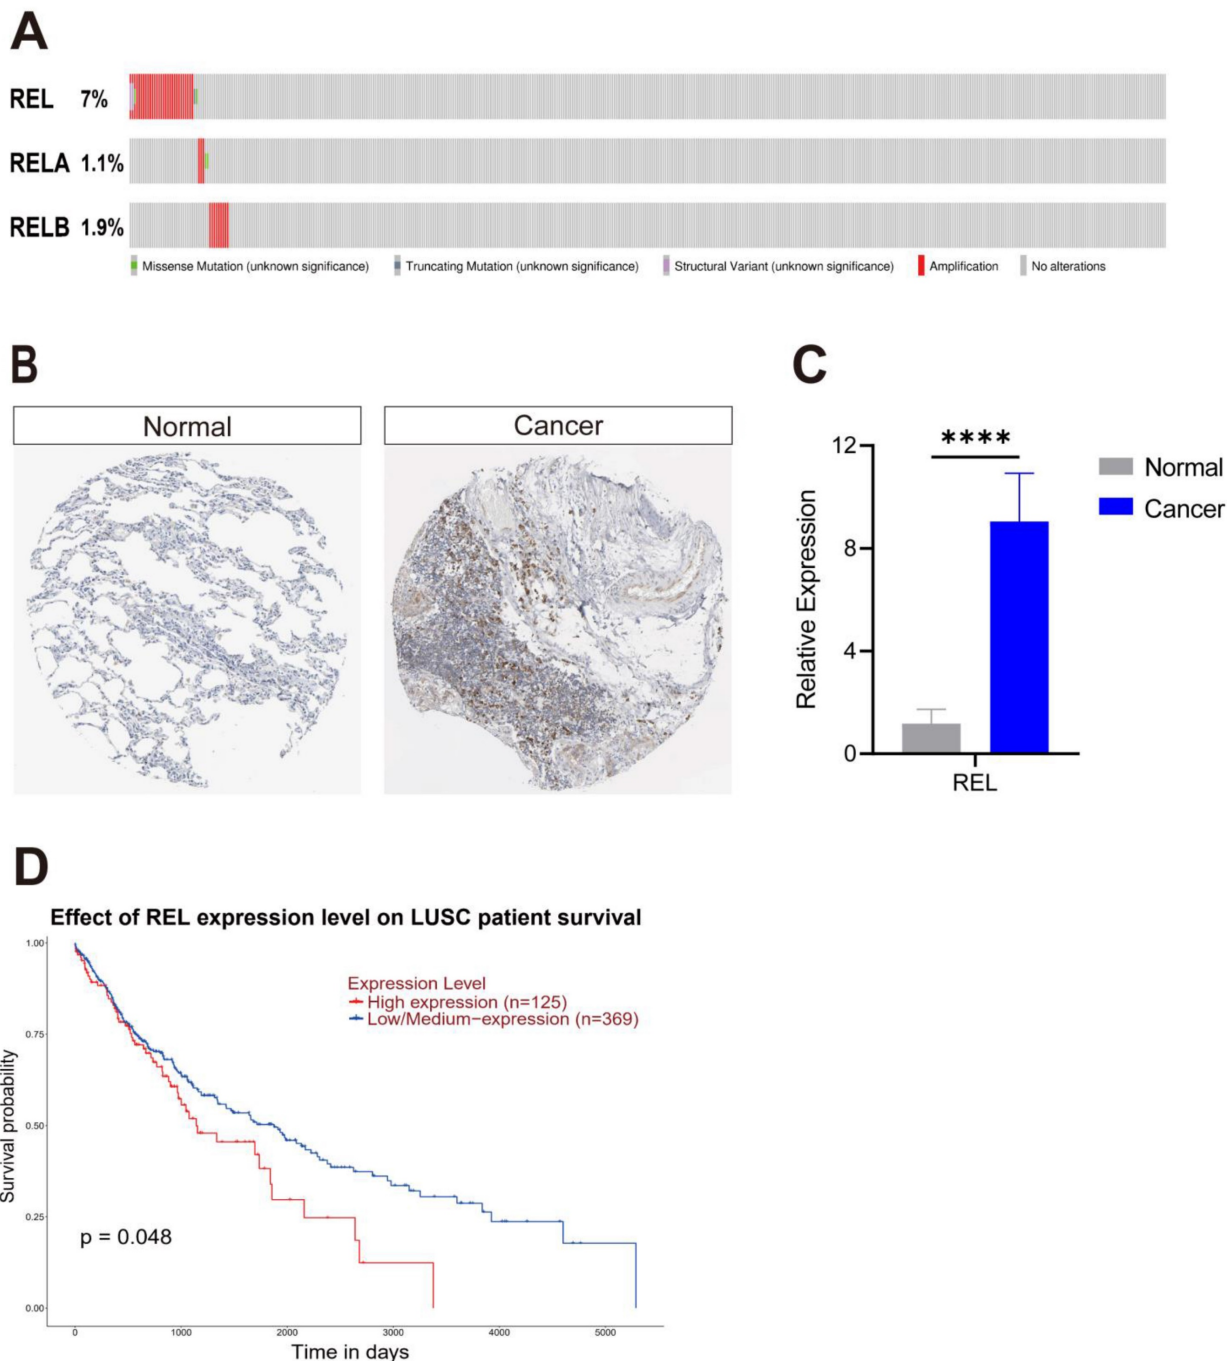 A
REL 7%
RELA 1.1%
RELB 1.9%
Missense Mutation (unknown significance) Truncating Mutation (unknown significance) Structural Variant (unknown significance) Amplification No alterations
B
Normal Cancer
C
****
12
8
4
0
Relative Expression
REL
Normal
Cancer
D
Effect of REL expression level on LUSC patient survival
Expression Level
High expression (n=125)
Low/Medium−expression (n=369)
1.00
0.75
0.50
0.25
0.00
Survival probability
p = 0.048
0 1000 2000 3000 4000 5000
Time in days